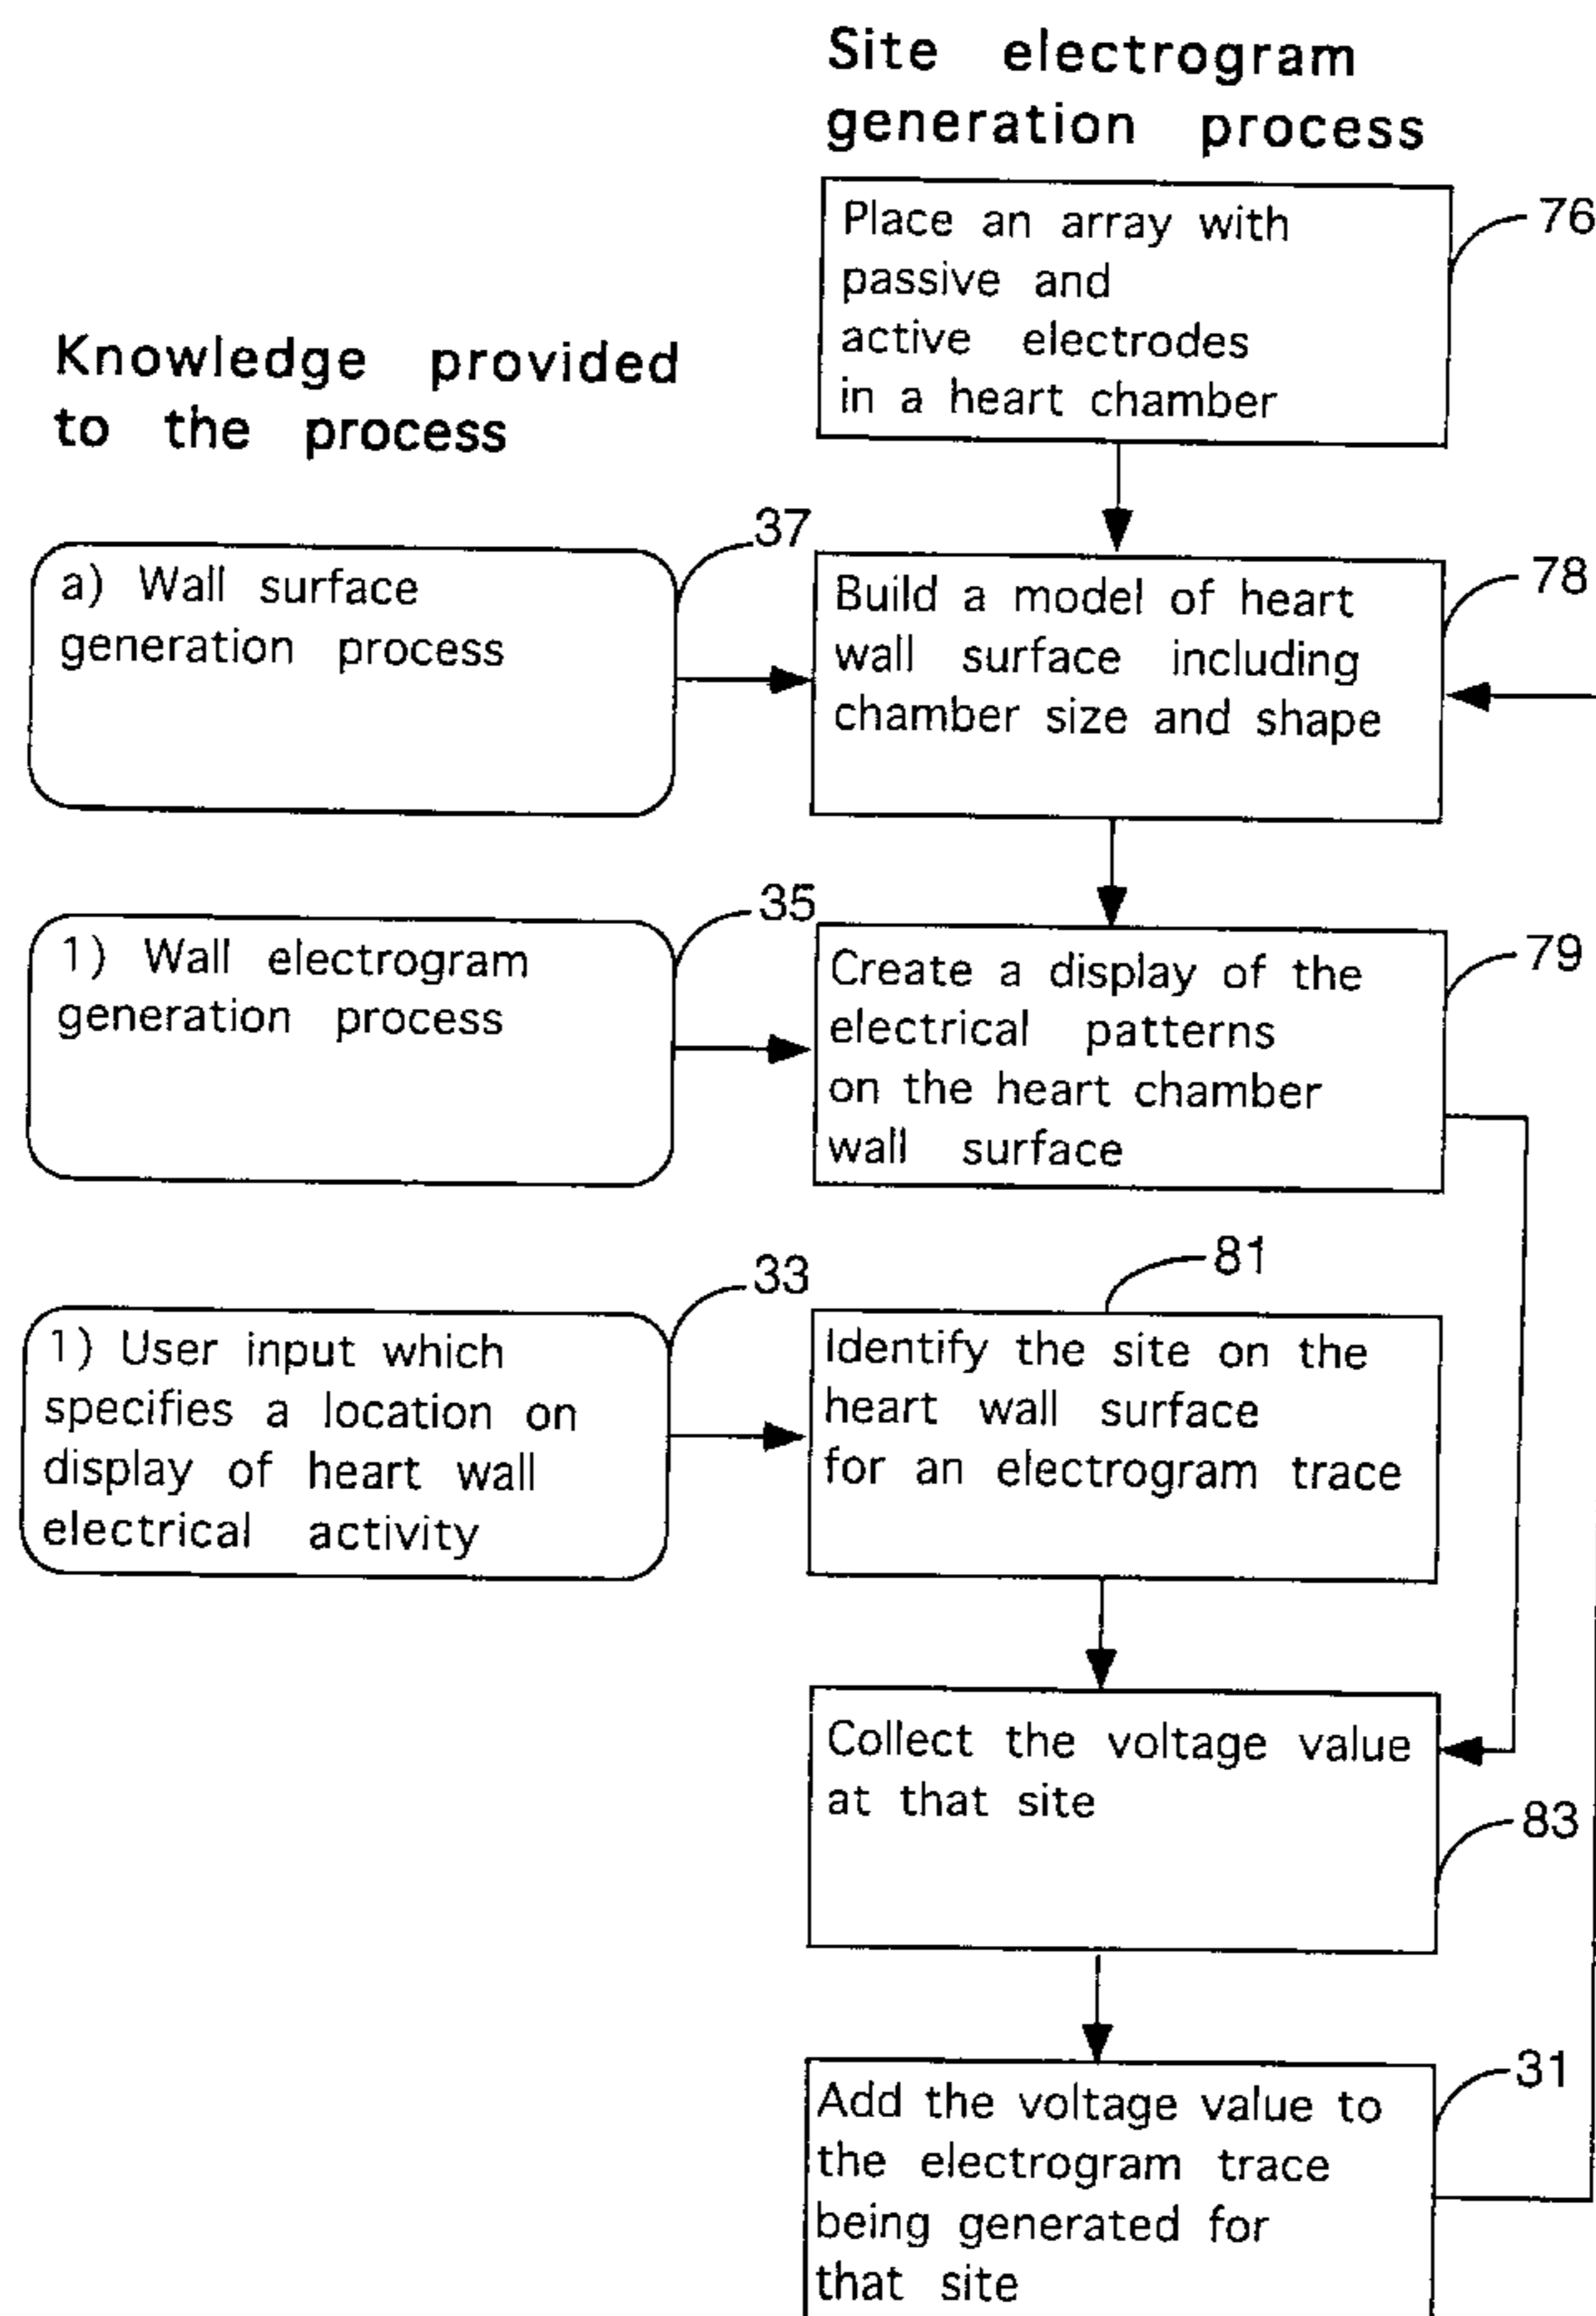 Site electrogram
generation process
Place an array with
passive and
active electrodes
in a heart chamber
76
Knowledge provided
to the process
a) Wall surface
generation process
37
Build a model of heart
wall surface including
chamber size and shape
78
1) Wall electrogram
generation process
35
Create a display of the
electrical patterns
on the heart chamber
wall surface
79
1) User input which
specifies a location on
display of heart wall
electrical activity
33
Identify the site on the
heart wall surface
for an electrogram trace
81
Collect the voltage value
at that site
83
Add the voltage value to
the electrogram trace
being generated for
that site
31